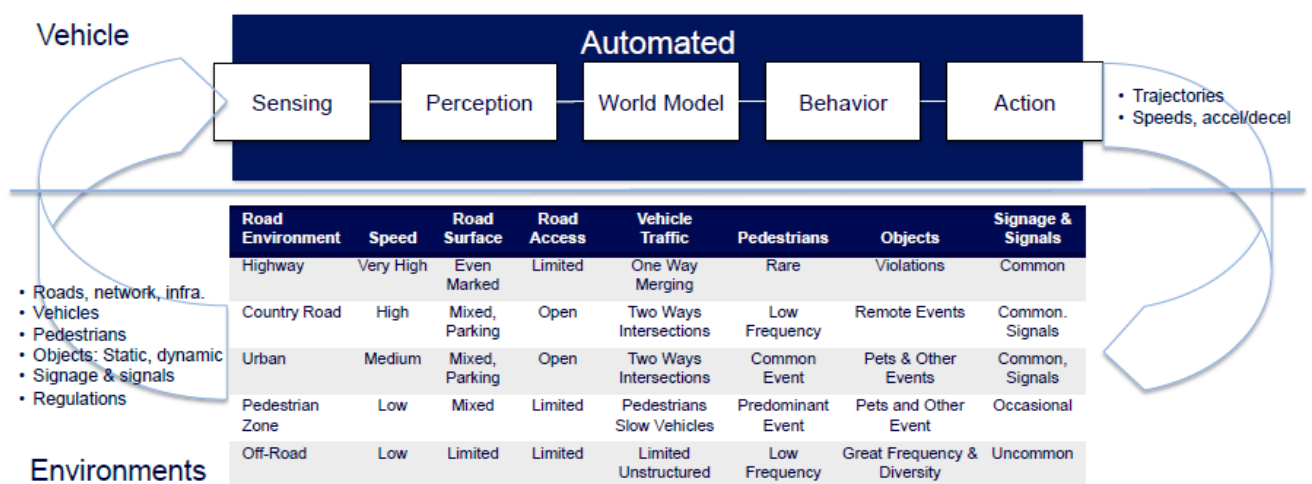 Vehicle
Automated
Sensing
Perception
World Model
Behavior
Action
• Trajectories
• Speeds, accel/decel
Road
Environment
Speed
Road
Surface
Road
Access
Vehicle
Traffic
Pedestrians
Objects
Signage &
Signals
Highway
Very High
Even
Marked
Limited
One Way
Merging
Rare
Violations
Common
Country Road
High
Mixed,
Parking
Open
Two Ways
Intersections
Low
Frequency
Remote Events
Common.
Signals
Urban
Medium
Mixed,
Parking
Open
Two Ways
Intersections
Common
Event
Pets & Other
Events
Common,
Signals
Pedestrian
Zone
Low
Mixed
Limited
Pedestrians
Slow Vehicles
Predominant
Event
Pets and Other
Event
Occasional
Off-Road
Low
Limited
Limited
Limited
Unstructured
Low
Frequency
Great Frequency &
Diversity
Uncommon
• Roads, network, infra.
• Vehicles
• Pedestrians
• Objects: Static, dynamic
• Signage & signals
• Regulations
Environments